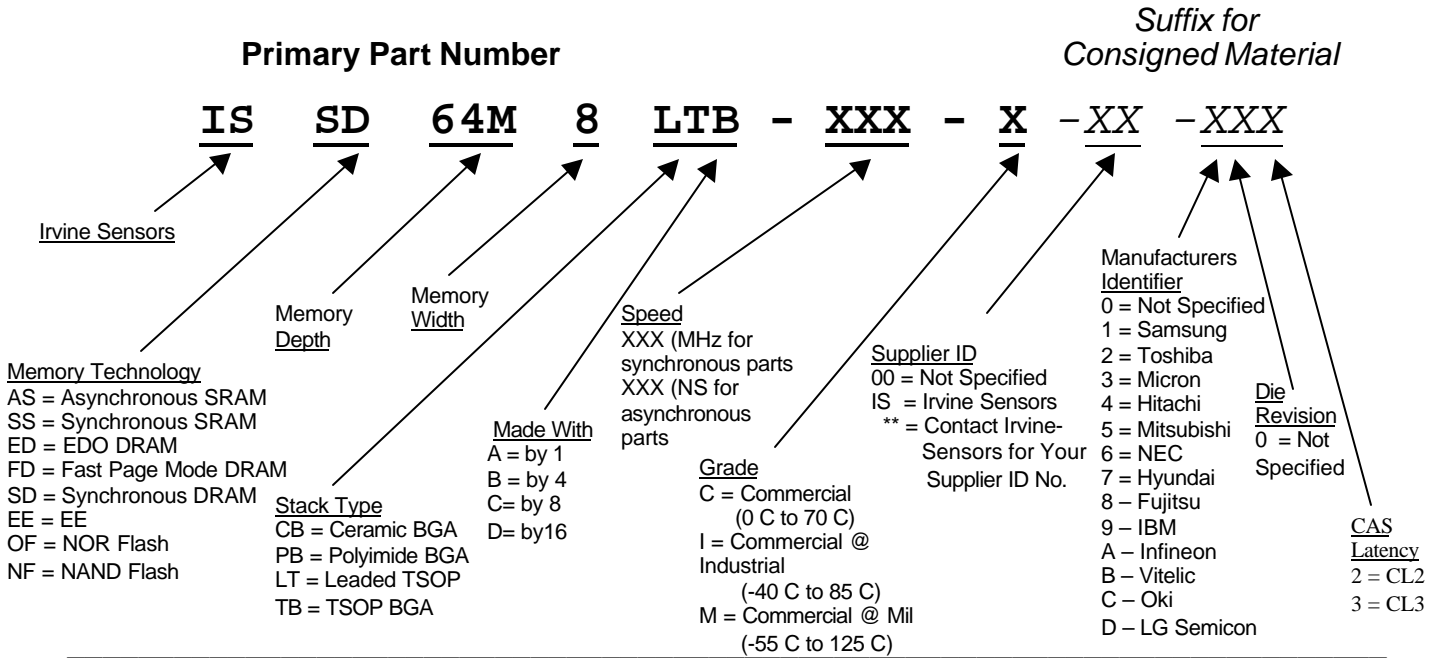 Primary Part Number
Suffix for
Consigned Material
IS SD 64M 8 LTB - XXX - X -XX -XXX
Irvine Sensors
Memory Technology
AS = Asynchronous SRAM
SS = Synchronous SRAM
ED = EDO DRAM
FD = Fast Page Mode DRAM
SD = Synchronous DRAM
EE = EE
OF = NOR Flash
NF = NAND Flash
Memory
Depth
Memory
Width
Stack Type
CB = Ceramic BGA
PB = Polyimide BGA
LT = Leaded TSOP
TB = TSOP BGA
Made With
A = by 1
B = by 4
C= by 8
D= by16
Speed
XXX (MHz for
synchronous parts
XXX (NS for
asynchronous
parts
Grade
C = Commercial
(0 C to 70 C)
I = Commercial @
Industrial
(-40 C to 85 C)
M = Commercial @ Mil
(-55 C to 125 C)
Supplier ID
00 = Not Specified
IS = Irvine Sensors
** = Contact Irvine-
Sensors for Your
Supplier ID No.
Manufacturers
Identifier
0 = Not Specified
1 = Samsung
2 = Toshiba
3 = Micron
4 = Hitachi
5 = Mitsubishi
6 = NEC
7 = Hyundai
8 – Fujitsu
9 – IBM
A – Infineon
B – Vitelic
C – Oki
D – LG Semicon
Die
Revision
0 = Not
Specified
CAS
Latency
2 = CL2
3 = CL3